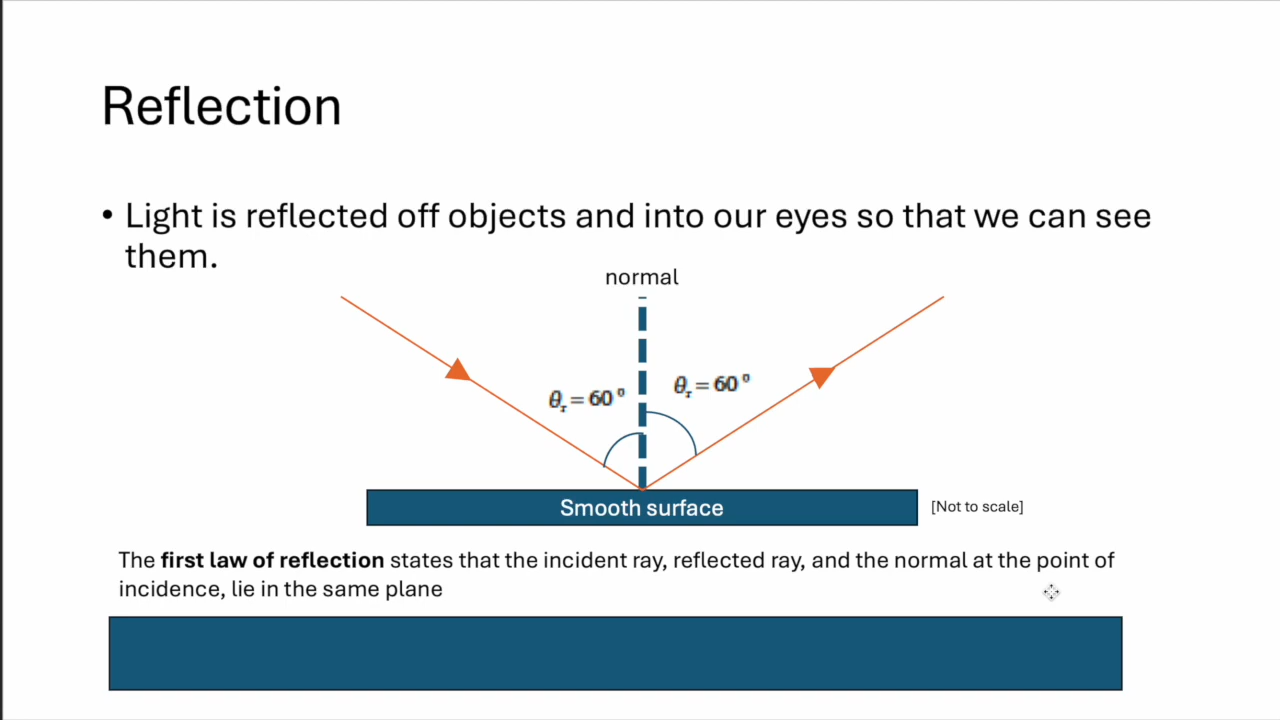 Reflection
• Light is reflected off objects and into our eyes so that we can see
them.
normal
θᵣ = 60°
θᵣ = 60°
Smooth surface
[Not to scale]
The first law of reflection states that the incident ray, reflected ray, and the normal at the point of
incidence, lie in the same plane